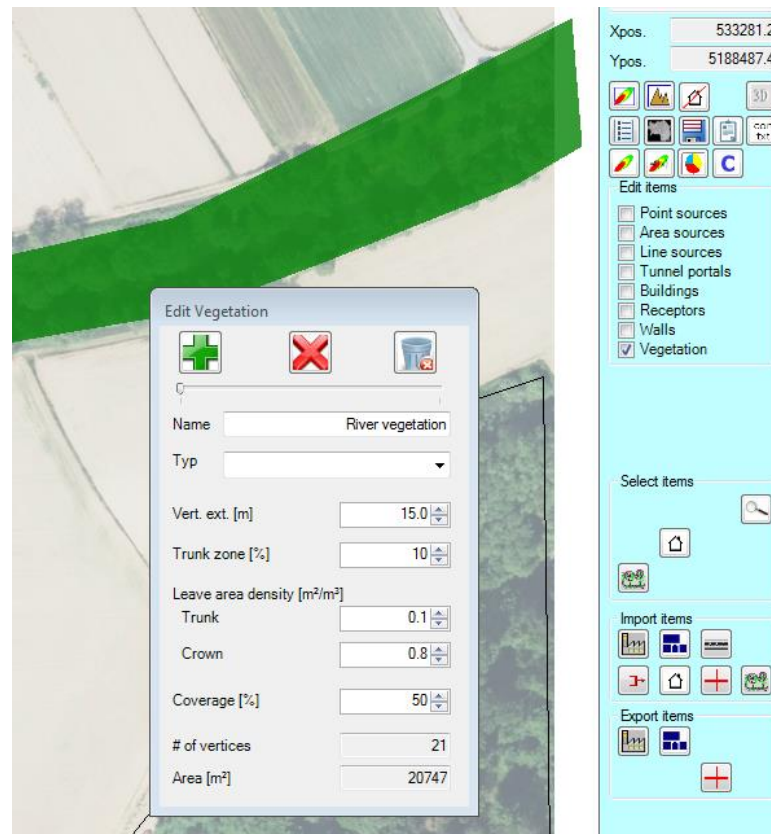 Xpos. 533281.2
Ypos. 5188487.4
3D
con
txt
C
Edit items
Point sources
Area sources
Line sources
Tunnel portals
Buildings
Receptors
Walls
Vegetation
Edit Vegetation
Name River vegetation
Typ
Vert. ext. [m] 15.0
Trunk zone [%] 10
Leave area density [m²/m³]
Trunk 0.1
Crown 0.8
Coverage [%] 50
# of vertices 21
Area [m²] 20747
Select items
Import items
Export items